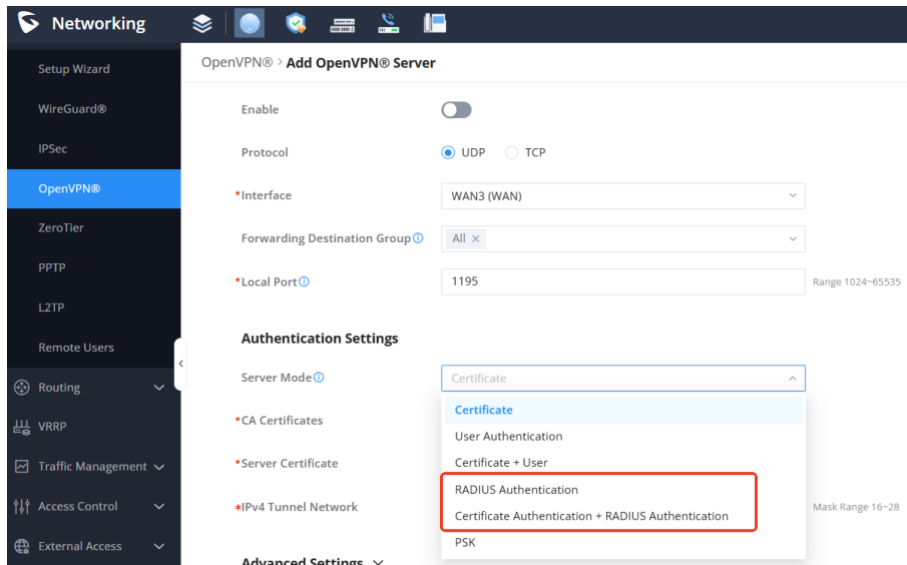 Networking
Setup Wizard
WireGuard®
IPSec
OpenVPN®
ZeroTier
PPTP
L2TP
Remote Users
Routing
VRRP
Traffic Management
Access Control
External Access
OpenVPN® > Add OpenVPN® Server
Enable
Protocol UDP TCP
*Interface WAN3 (WAN)
Forwarding Destination Group All ×
*Local Port 1195 Range 1024~65535
Authentication Settings
Server Mode Certificate
Certificate
*CA Certificates
User Authentication
Certificate + User
*Server Certificate
RADIUS Authentication
*IPv4 Tunnel Network Mask Range 16~28
Certificate Authentication + RADIUS Authentication
PSK
Advanced Settings